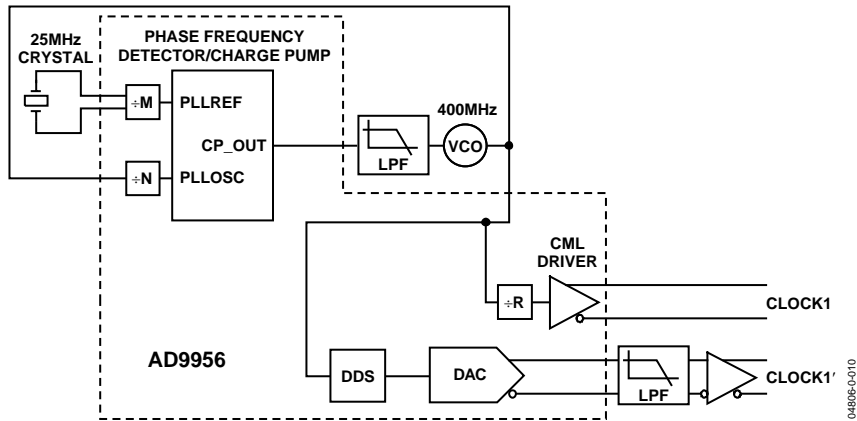 25MHz
CRYSTAL
PHASE FREQUENCY
DETECTOR/CHARGE PUMP
÷M
PLLREF
CP_OUT
÷N
PLLOSC
LPF
400MHz
VCO
CML
DRIVER
÷R
CLOCK1
AD9956
DDS
DAC
LPF
CLOCK1′
04806-0-010